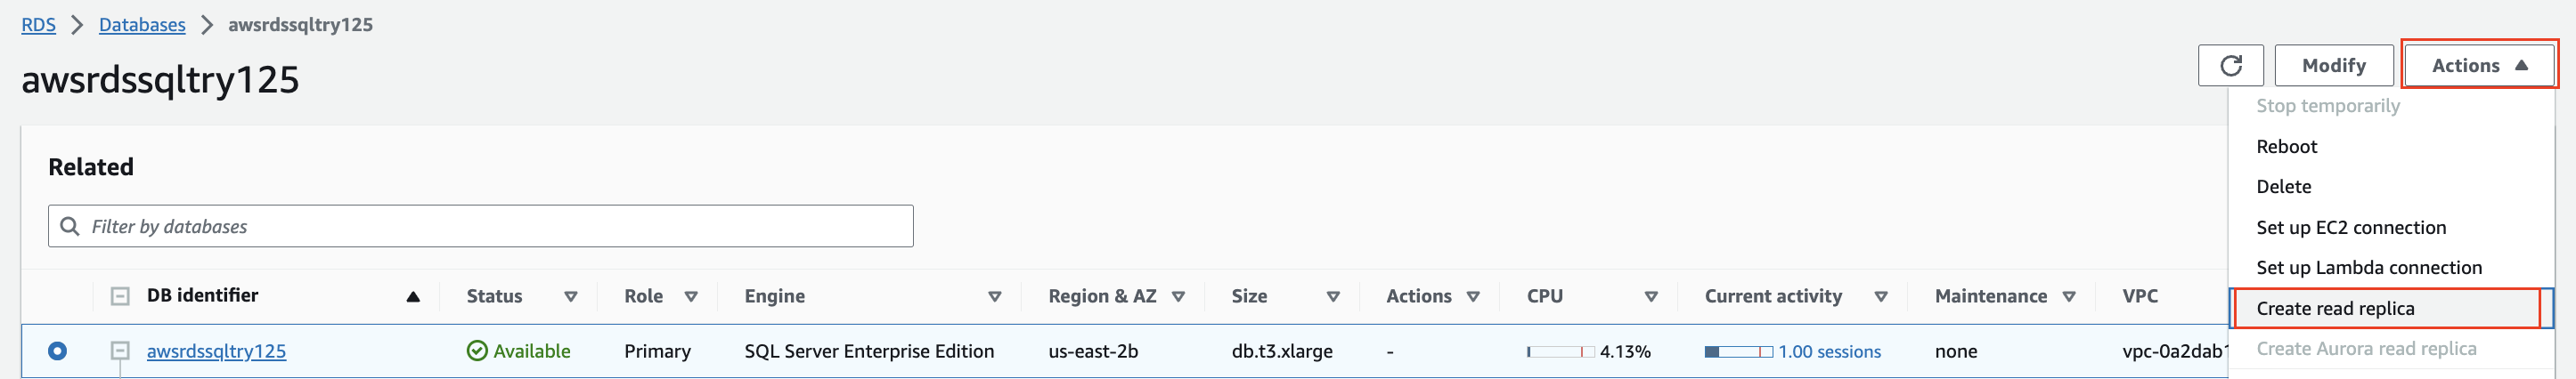 RDS > Databases > awsrdssqltry125
awsrdssqltry125
Modify
Actions
Stop temporarily
Reboot
Delete
Set up EC2 connection
Set up Lambda connection
Create read replica
Create Aurora read replica
Related
Filter by databases
DB identifier Status Role Engine Region & AZ Size Actions CPU Current activity Maintenance VPC
awsrdssqltry125 Available Primary SQL Server Enterprise Edition us-east-2b db.t3.xlarge - 4.13% 1.00 sessions none vpc-0a2dab